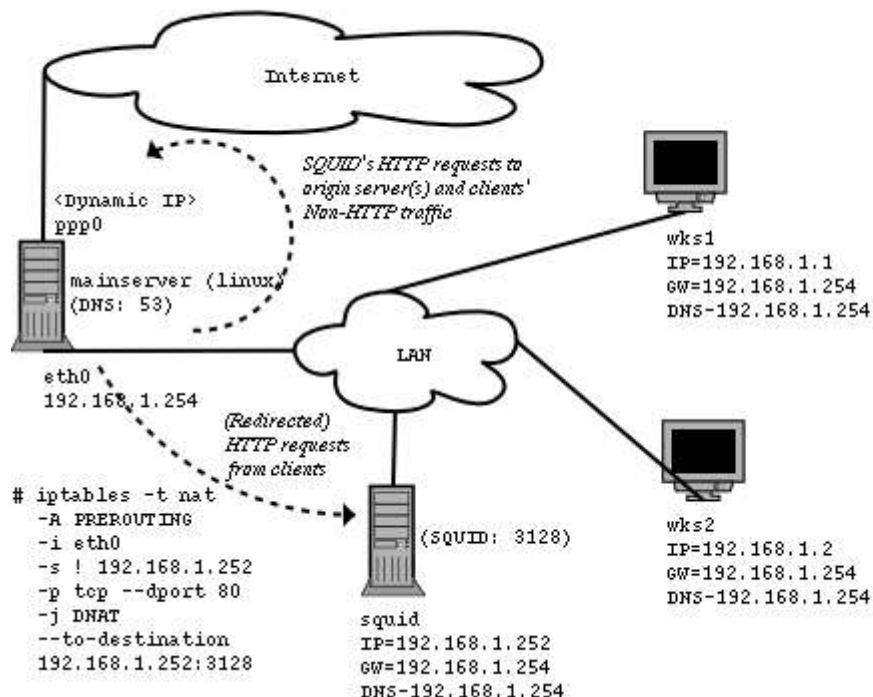 Internet
SQUID's HTTP requests to
origin server(s) and clients'
Non-HTTP traffic
<Dynamic IP>
ppp0
mainserver (linux)
(DNS: 53)
wks1
IP=192.168.1.1
GW=192.168.1.254
DNS-192.168.1.254
LAN
eth0
192.168.1.254
(Redirected)
HTTP requests
from clients
# iptables -t nat
-A PREROUTING
-i eth0
-s ! 192.168.1.252
-p tcp --dport 80
-j DNAT
--to-destination
192.168.1.252:3128
(SQUID: 3128)
squid
IP=192.168.1.252
GW=192.168.1.254
DNS-192.168.1.254
wks2
IP=192.168.1.2
GW=192.168.1.254
DNS-192.168.1.254